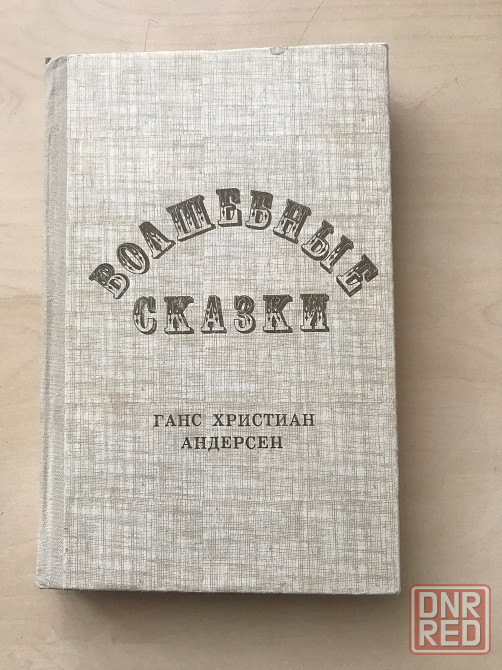 ВОЛШЕБНЫЕ
СКАЗКИ
ГАНС ХРИСТИАН
АНДЕРСЕН
DNR
RED